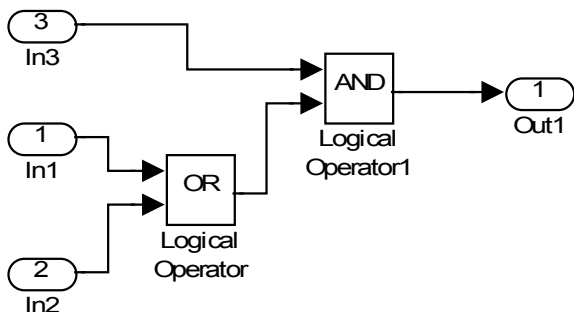 3
In3
AND
1
Out1
Logical
Operator1
1
In1
OR
Logical
Operator
2
In2